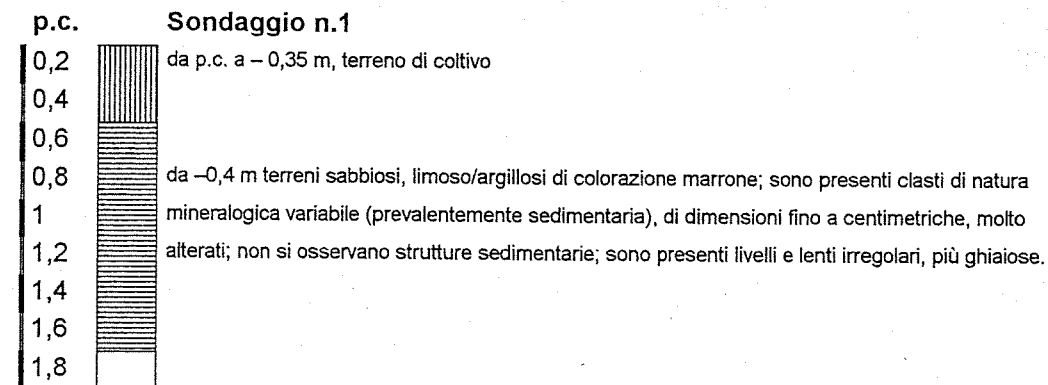 p.c. Sondaggio n.1
0,2 da p.c. a – 0,35 m, terreno di coltivo
0,4
0,6
0,8 da –0,4 m terreni sabbiosi, limoso/argillosi di colorazione marrone; sono presenti clasti di natura
1 mineralogica variabile (prevalentemente sedimentaria), di dimensioni fino a centimetriche, molto
1,2 alterati; non si osservano strutture sedimentarie; sono presenti livelli e lenti irregolari, più ghiaiose.
1,4
1,6
1,8